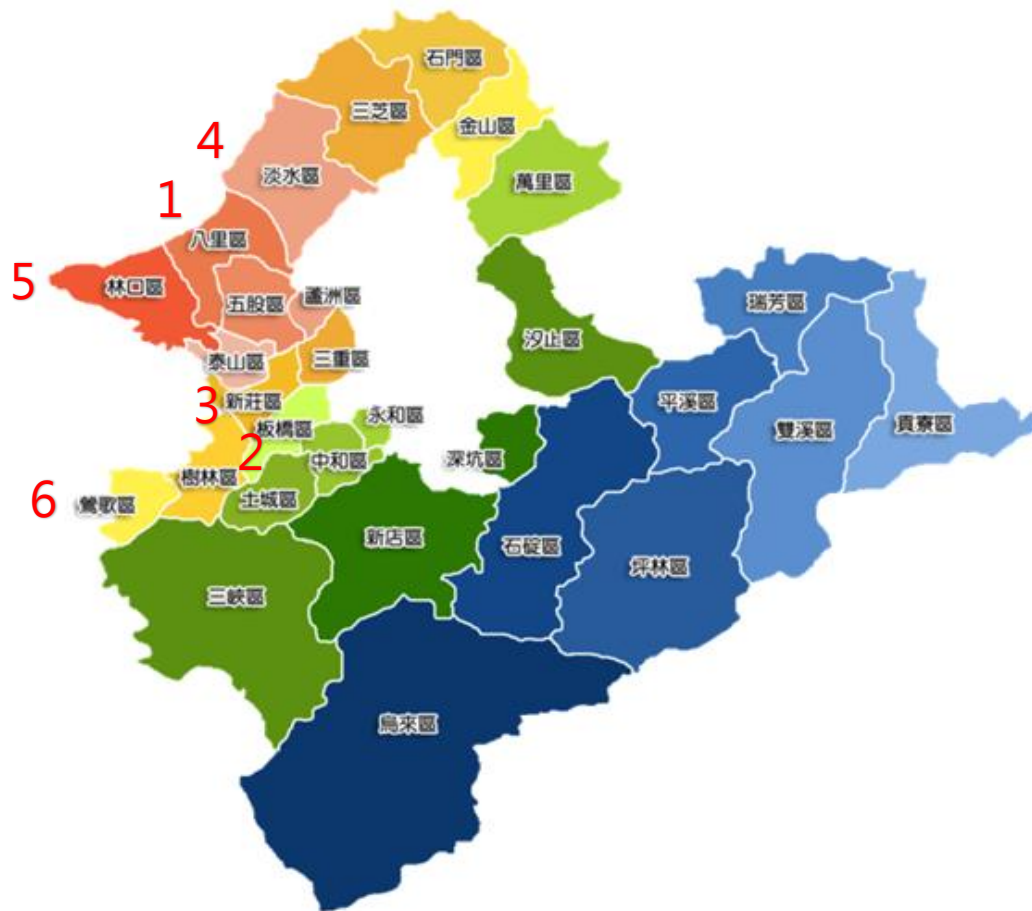 石門區
三芝區
金山區
4
淡水區
萬里區
1
八里區
5
林口區
五股區
蘆洲區
瑞芳區
汐止區
泰山區
三重區
3
新莊區
平溪區
永和區
板橋區
雙溪區
貢寮區
2
中和區
深坑區
樹林區
6
鶯歌區
土城區
新店區
石碇區
坪林區
三峽區
烏來區